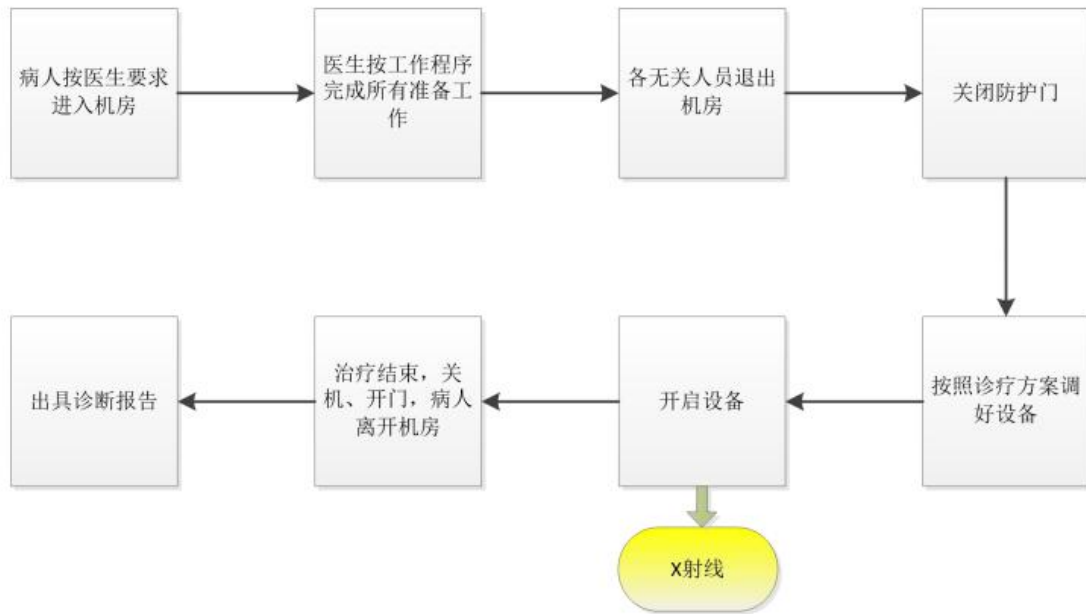 病人按医生要求
进入机房
医生按工作程序
完成所有准备工
作
各无关人员退出
机房
关闭防护门
按照诊疗方案调
好设备
开启设备
治疗结束，关
机、开门，病人
离开机房
出具诊断报告
X射线